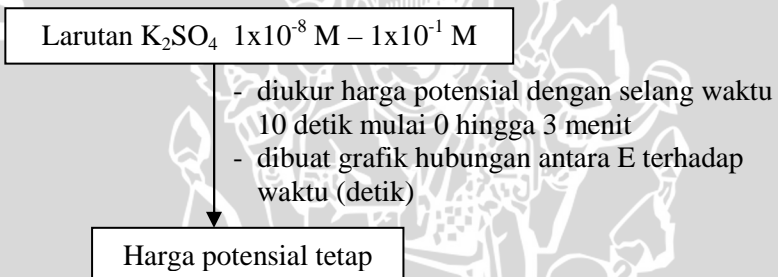 Larutan K₂SO₄ 1x10⁻⁸ M – 1x10⁻¹ M
- diukur harga potensial dengan selang waktu
10 detik mulai 0 hingga 3 menit
- dibuat grafik hubungan antara E terhadap
waktu (detik)
Harga potensial tetap